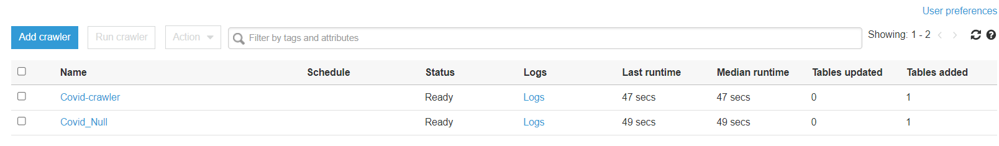 User preferences
Add crawler Run crawler Action Filter by tags and attributes Showing: 1 - 2
Name Schedule Status Logs Last runtime Median runtime Tables updated Tables added
Covid-crawler Ready Logs 47 secs 47 secs 0 1
Covid_Null Ready Logs 49 secs 49 secs 0 1